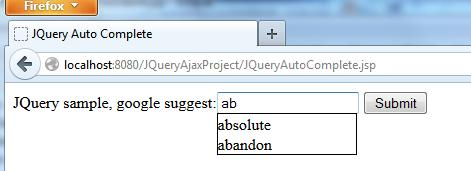 Firefox
JQuery Auto Complete
localhost:8080/JQueryAjaxProject/JQueryAutoComplete.jsp
JQuery sample, google suggest: ab Submit
absolute
abandon